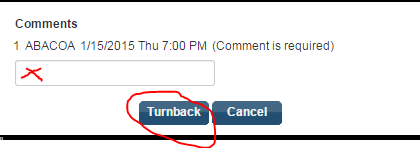 Comments
1 ABACOA 1/15/2015 Thu 7:00 PM (Comment is required)
Turnback Cancel